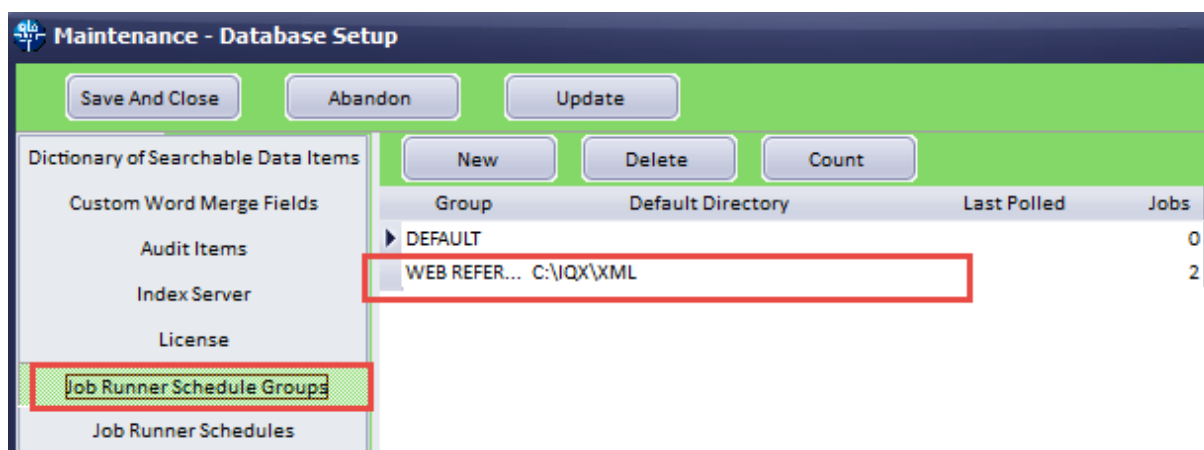 Maintenance - Database Setup
Save And Close Abandon Update
Dictionary of Searchable Data Items
Custom Word Merge Fields
Audit Items
Index Server
License
Job Runner Schedule Groups
Job Runner Schedules
New Delete Count
Group Default Directory Last Polled Jobs
DEFAULT 0
WEB REFER... C:\IQX\XML 2